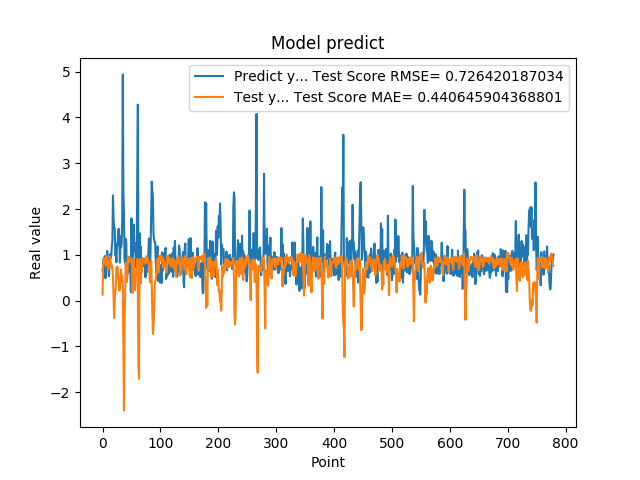 Model predict
Predict y... Test Score RMSE= 0.726420187034
Test y... Test Score MAE= 0.440645904368801
Real value
5
4
3
2
1
0
−1
−2
0 100 200 300 400 500 600 700 800
Point